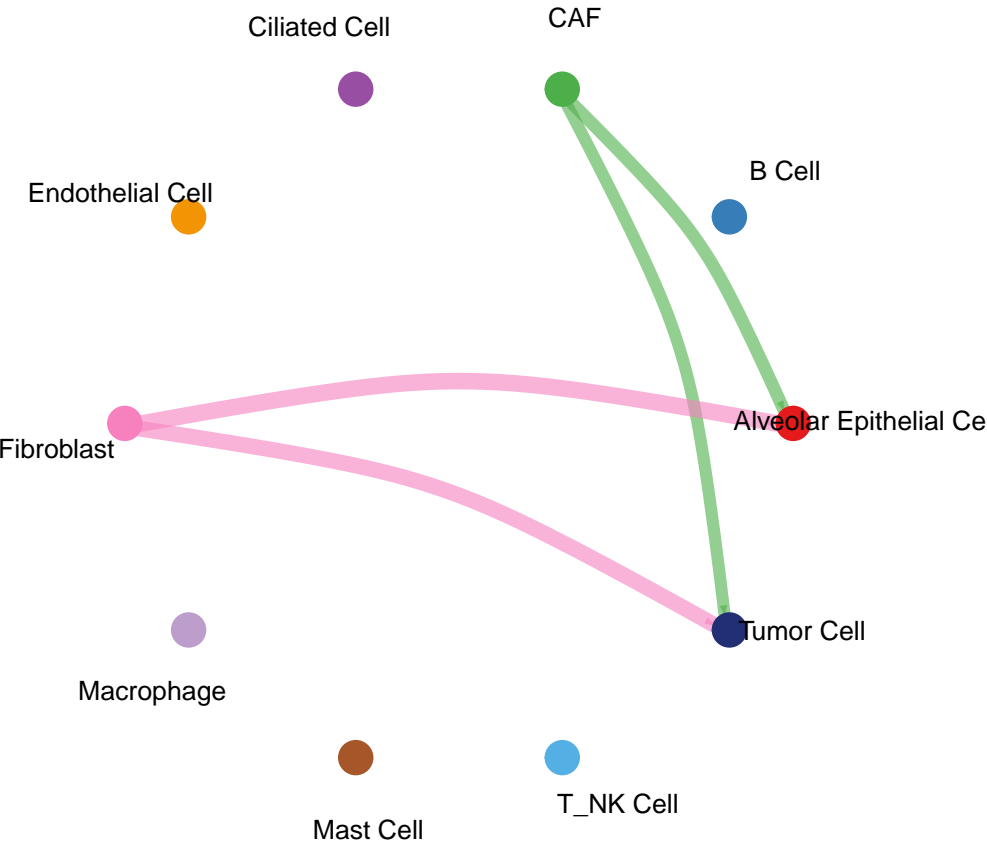 CAF
Ciliated Cell
B Cell
Endothelial Cell
Alveolar Epithelial Ce
Fibroblast
Tumor Cell
Macrophage
T_NK Cell
Mast Cell